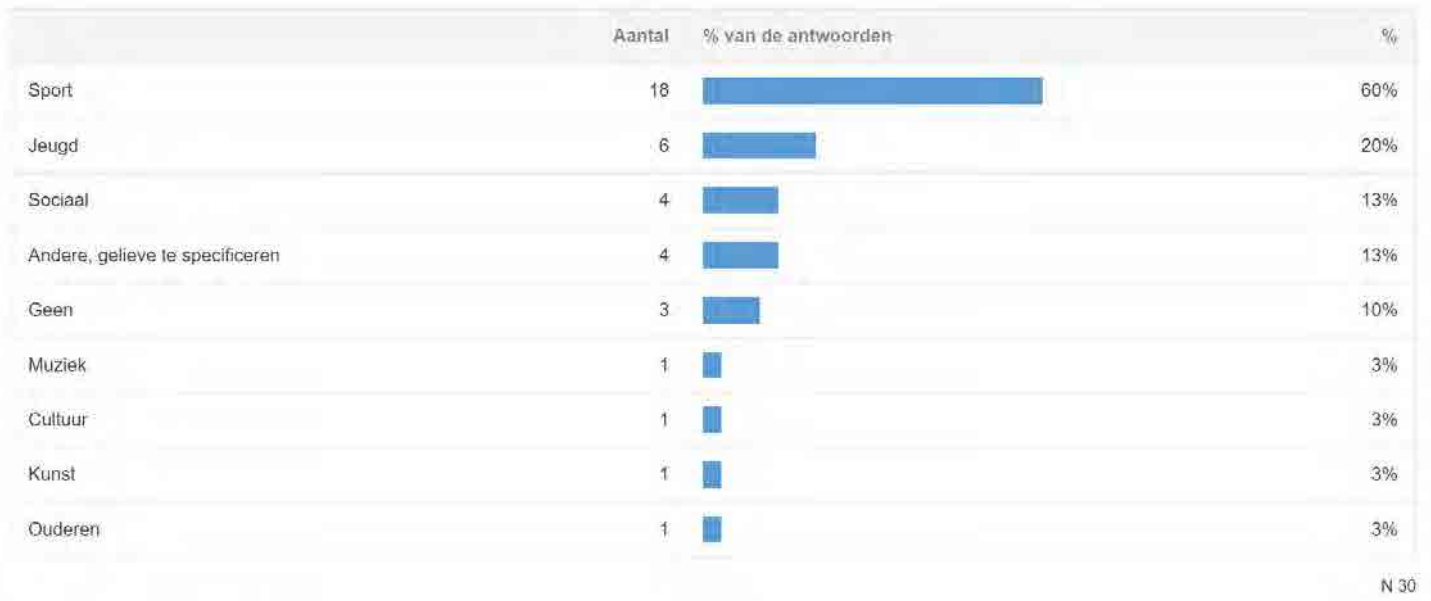 Aantal % van de antwoorden %
Sport 18 60%
Jeugd 6 20%
Sociaal 4 13%
Andere, gelieve te specificeren 4 13%
Geen 3 10%
Muziek 1 3%
Cultuur 1 3%
Kunst 1 3%
Ouderen 1 3%
N 30